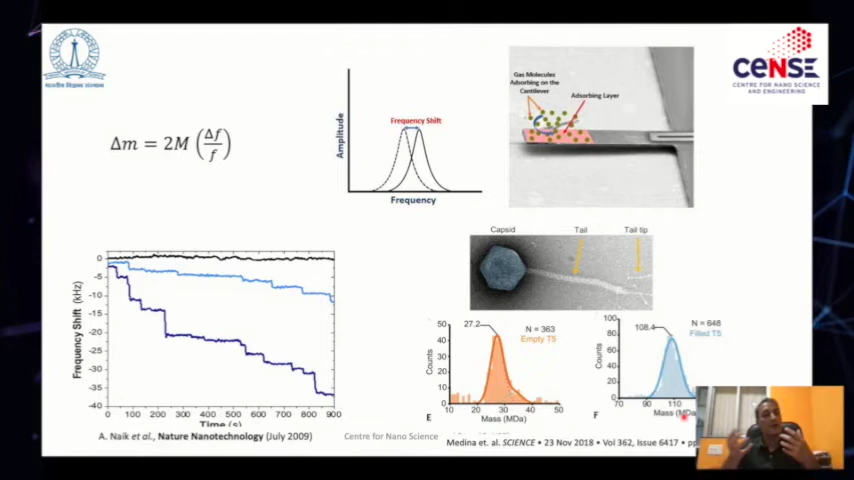 भारतीय विज्ञान संस्थान
CENSE
CENTRE FOR NANO SCIENCE
AND ENGINEERING
Δm = 2M (Δf/f)
Amplitude
Frequency Shift
Frequency
Gas Molecules
Adsorbing on the
Cantilever
Adsorbing Layer
Capsid
Tail
Tail tip
Frequency Shift (kHz)
0
-5
-10
-15
-20
-25
-30
-35
-40
0 100 200 300 400 500 600 700 800 900
Time (s)
Counts
50
40
30
20
10
0
27.2
N = 363
Empty T5
10 20 30 40 50
Mass (MDa)
E
Counts
100
80
60
40
20
0
108.4
N = 648
Filled T5
70 90 110
Mass (MDa
F
A. Naik et al., Nature Nanotechnology (July 2009)
Centre for Nano Science
Medina et. al. SCIENCE • 23 Nov 2018 • Vol 362, Issue 6417 • pp